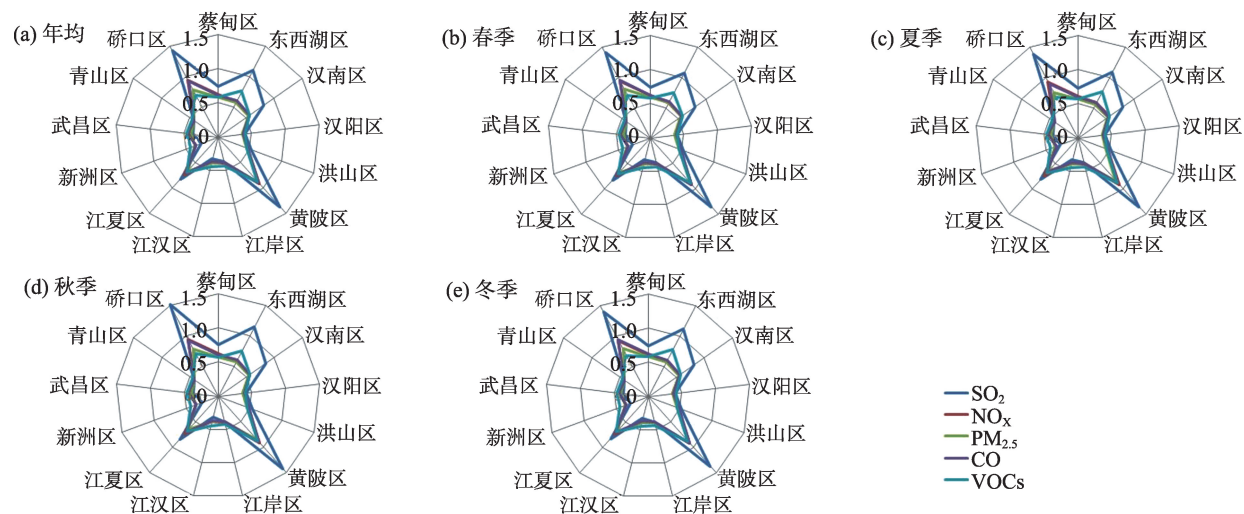 (a) 年均
蔡甸区
东西湖区
汉南区
汉阳区
洪山区
黄陂区
江岸区
江汉区
江夏区
新洲区
武昌区
青山区
硚口区
1.5
1.0
0.5
0
(b) 春季
蔡甸区
东西湖区
汉南区
汉阳区
洪山区
黄陂区
江岸区
江汉区
江夏区
新洲区
武昌区
青山区
硚口区
1.5
1.0
0.5
0
(c) 夏季
蔡甸区
东西湖区
汉南区
汉阳区
洪山区
黄陂区
江岸区
江汉区
江夏区
新洲区
武昌区
青山区
硚口区
1.5
1.0
0.5
0
(d) 秋季
蔡甸区
东西湖区
汉南区
汉阳区
洪山区
黄陂区
江岸区
江汉区
江夏区
新洲区
武昌区
青山区
硚口区
1.5
1.0
0.5
0
(e) 冬季
蔡甸区
东西湖区
汉南区
汉阳区
洪山区
黄陂区
江岸区
江汉区
江夏区
新洲区
武昌区
青山区
硚口区
1.5
1.0
0.5
0
SO₂
NOₓ
PM₂.₅
CO
VOCs